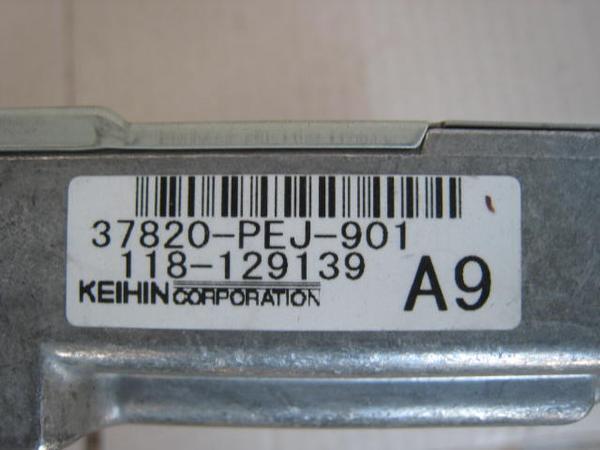 37820-PEJ-901
118-129139
KEIHIN CORPORATION A9